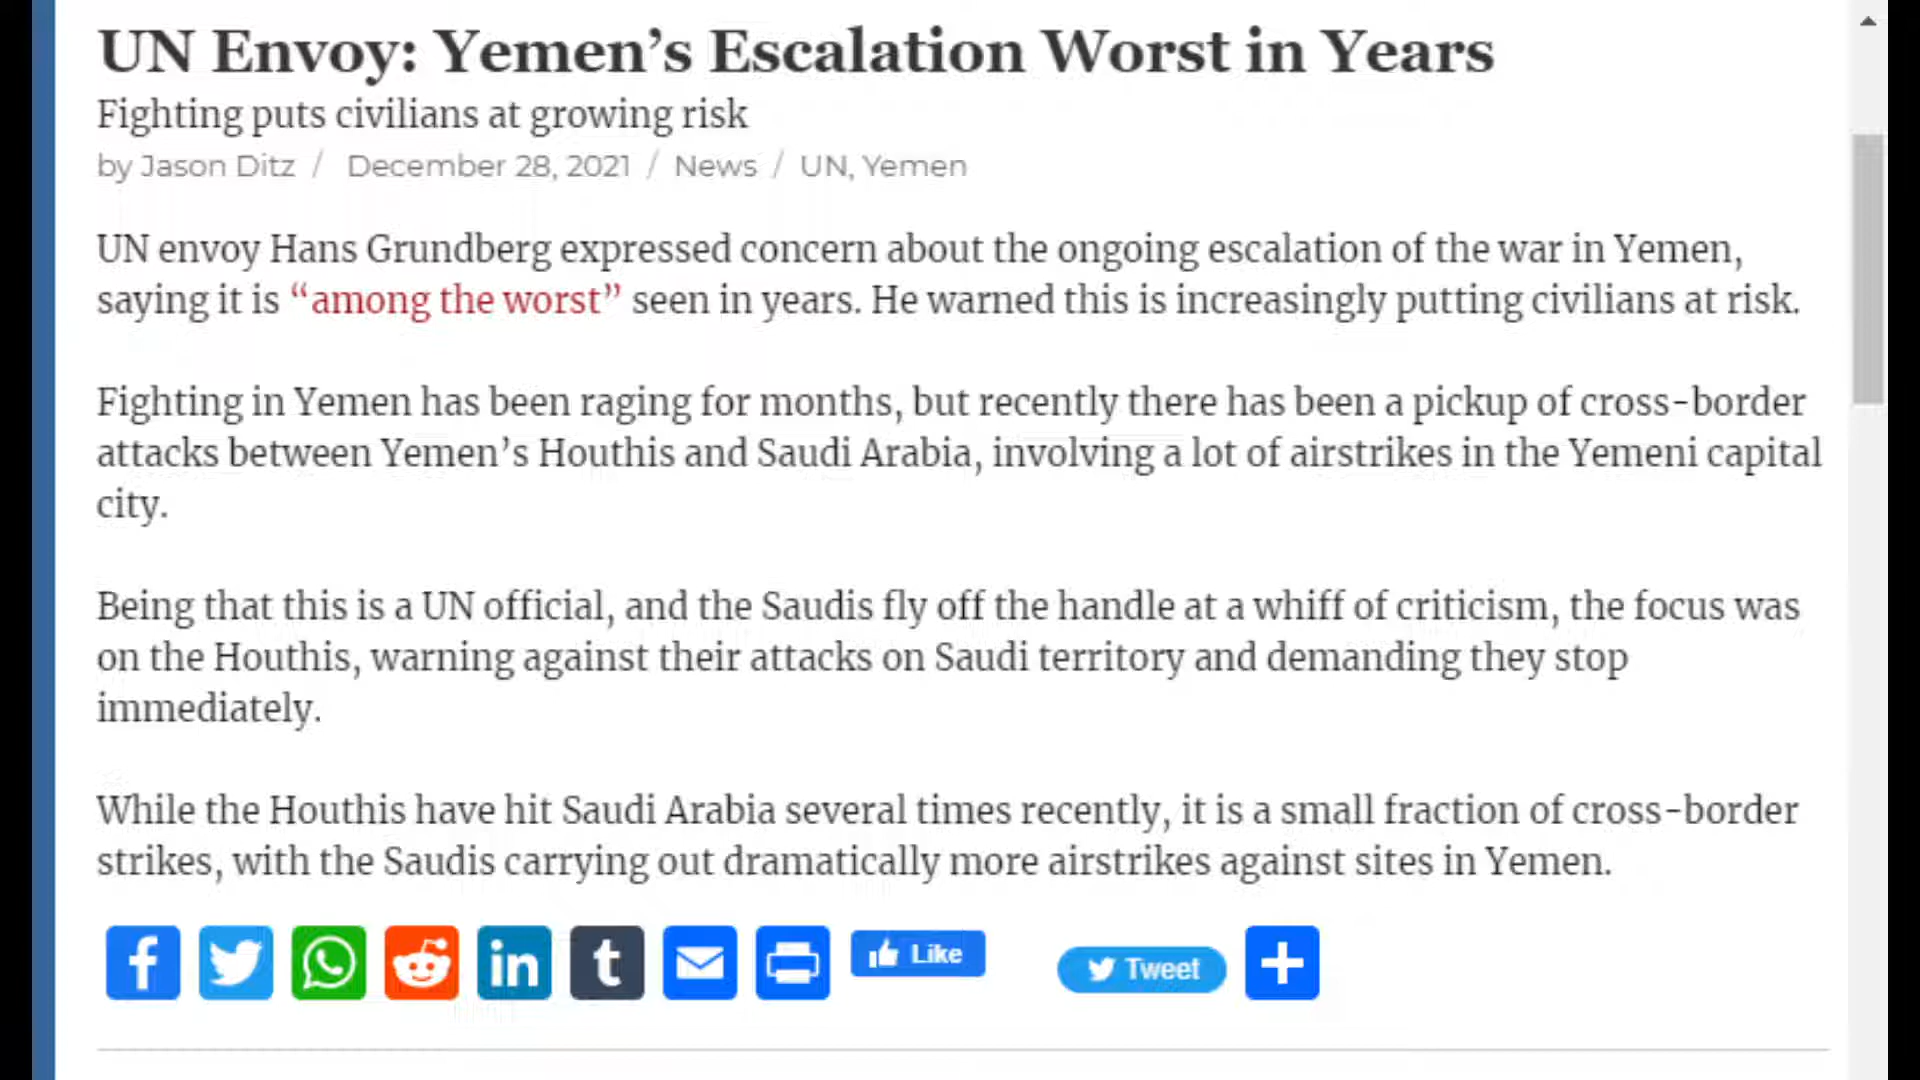 UN Envoy: Yemen’s Escalation Worst in Years
Fighting puts civilians at growing risk
by Jason Ditz / December 28, 2021 / News / UN, Yemen
UN envoy Hans Grundberg expressed concern about the ongoing escalation of the war in Yemen,
saying it is “among the worst” seen in years. He warned this is increasingly putting civilians at risk.
Fighting in Yemen has been raging for months, but recently there has been a pickup of cross-border
attacks between Yemen’s Houthis and Saudi Arabia, involving a lot of airstrikes in the Yemeni capital
city.
Being that this is a UN official, and the Saudis fly off the handle at a whiff of criticism, the focus was
on the Houthis, warning against their attacks on Saudi territory and demanding they stop
immediately.
While the Houthis have hit Saudi Arabia several times recently, it is a small fraction of cross-border
strikes, with the Saudis carrying out dramatically more airstrikes against sites in Yemen.
Like
Tweet